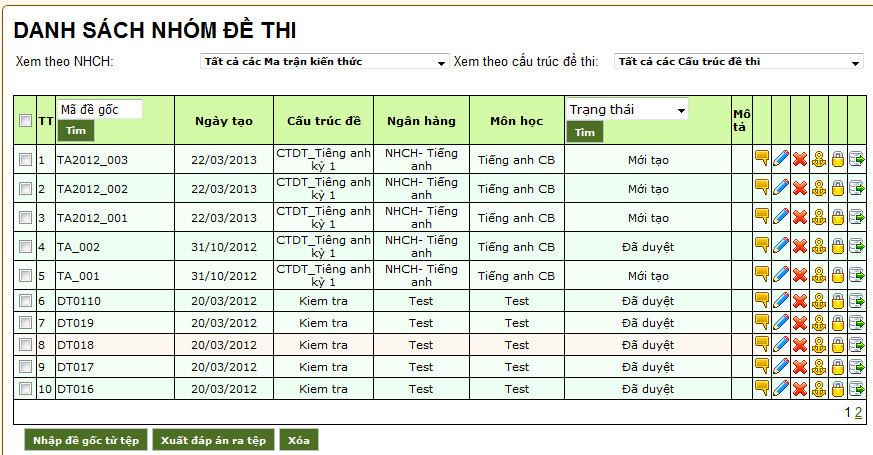 DANH SÁCH NHÓM ĐỀ THI
Xem theo NHCH: Tất cả các Ma trận kiến thức Xem theo cấu trúc đề thi: Tất cả các Cấu trúc đề thi
TT Mã đề gốc Tìm Ngày tạo Cấu trúc đề Ngân hàng Môn học Trạng thái Tìm Mô tả
1 TA2012_003 22/03/2013 CTDT_Tiêng anh kỳ 1 NHCH- Tiếng anh Tiếng anh CB Mới tạo
2 TA2012_002 22/03/2013 CTDT_Tiêng anh kỳ 1 NHCH- Tiếng anh Tiếng anh CB Mới tạo
3 TA2012_001 22/03/2013 CTDT_Tiêng anh kỳ 1 NHCH- Tiếng anh Tiếng anh CB Mới tạo
4 TA_002 31/10/2012 CTDT_Tiêng anh kỳ 1 NHCH- Tiếng anh Tiếng anh CB Đã duyệt
5 TA_001 31/10/2012 CTDT_Tiêng anh kỳ 1 NHCH- Tiếng anh Tiếng anh CB Mới tạo
6 DT0110 20/03/2012 Kiem tra Test Test Đã duyệt
7 DT019 20/03/2012 Kiem tra Test Test Đã duyệt
8 DT018 20/03/2012 Kiem tra Test Test Đã duyệt
9 DT017 20/03/2012 Kiem tra Test Test Đã duyệt
10 DT016 20/03/2012 Kiem tra Test Test Đã duyệt
1 2
Nhập đề gốc từ tệp Xuất đáp án ra tệp Xóa